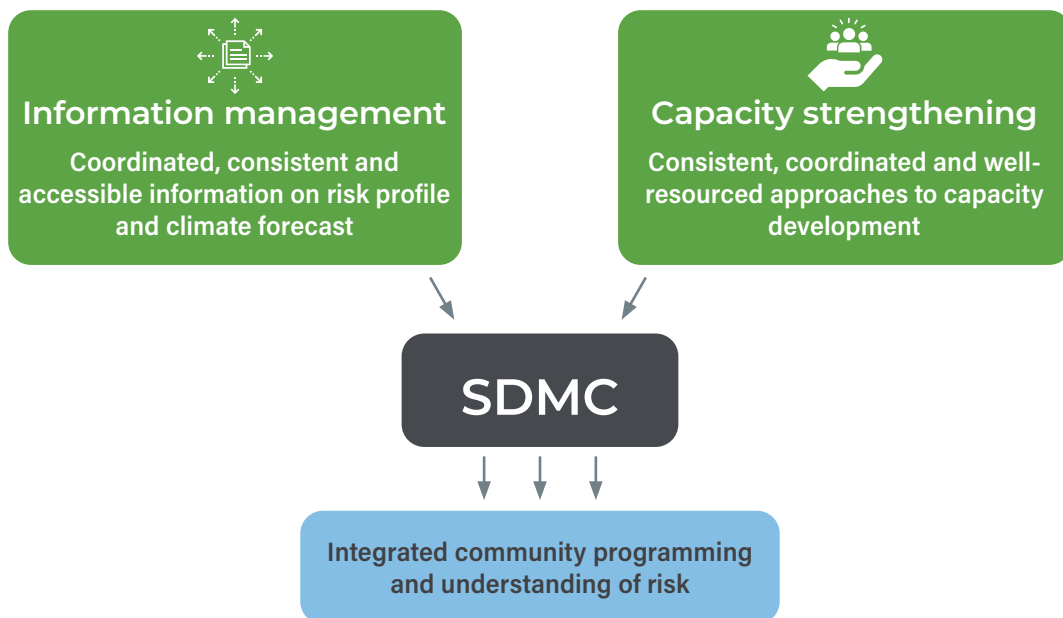 Information management
Coordinated, consistent and
accessible information on risk profile
and climate forecast
Capacity strengthening
Consistent, coordinated and well-
resourced approaches to capacity
development
SDMC
Integrated community programming
and understanding of risk